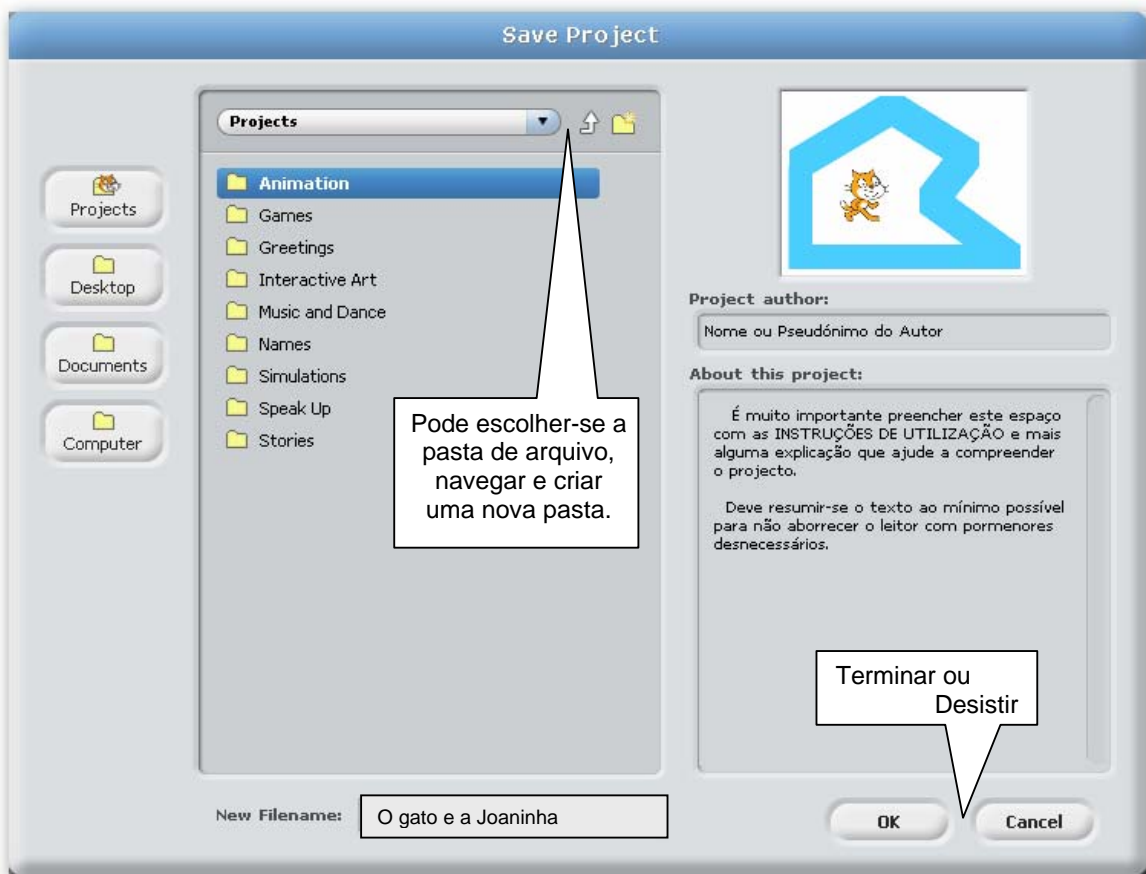 Save Project
Projects
Projects
Desktop
Documents
Computer
Animation
Games
Greetings
Interactive Art
Music and Dance
Names
Simulations
Speak Up
Stories
Pode escolher-se a
pasta de arquivo,
navegar e criar
uma nova pasta.
Project author:
Nome ou Pseudónimo do Autor
About this project:
É muito importante preencher este espaço
com as INSTRUÇÕES DE UTILIZAÇÃO e mais
alguma explicação que ajude a compreender
o projecto.
Deve resumir-se o texto ao mínimo possível
para não aborrecer o leitor com pormenores
desnecessários.
Terminar ou
Desistir
New Filename:
O gato e a Joaninha
OK
Cancel